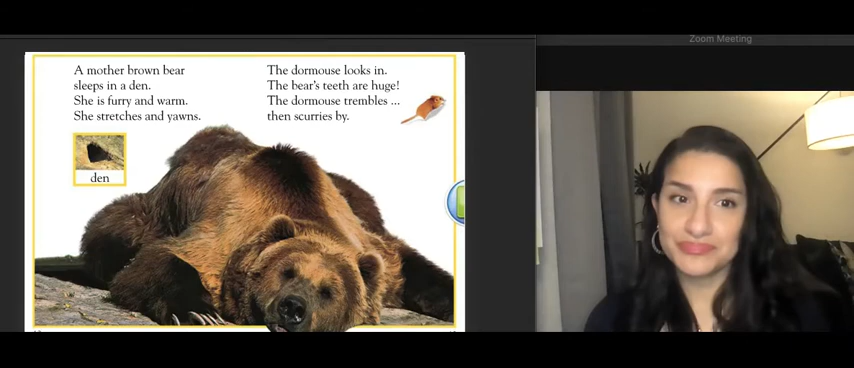 Zoom Meeting
A mother brown bear
sleeps in a den.
She is furry and warm.
She stretches and yawns.
den
The dormouse looks in.
The bear's teeth are huge!
The dormouse trembles ...
then scurries by.